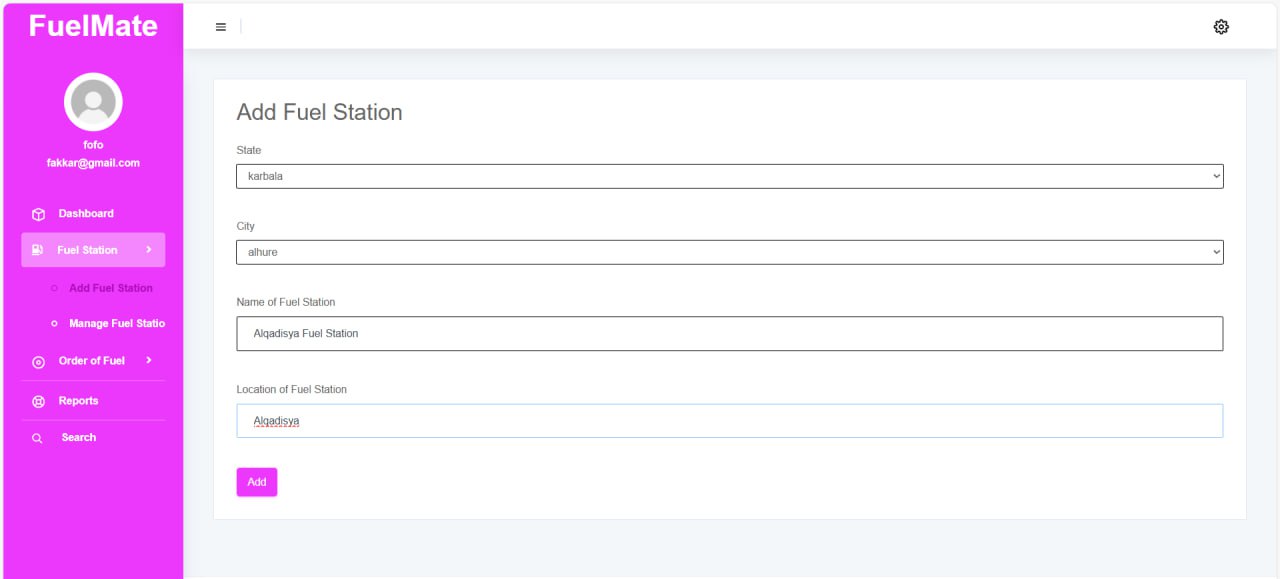 FuelMate
fofo
fakkar@gmail.com
Dashboard
Fuel Station
Add Fuel Station
Manage Fuel Statio
Order of Fuel
Reports
Search
Add Fuel Station
State
karbala
City
alhure
Name of Fuel Station
Alqadisya Fuel Station
Location of Fuel Station
Alqadisya
Add